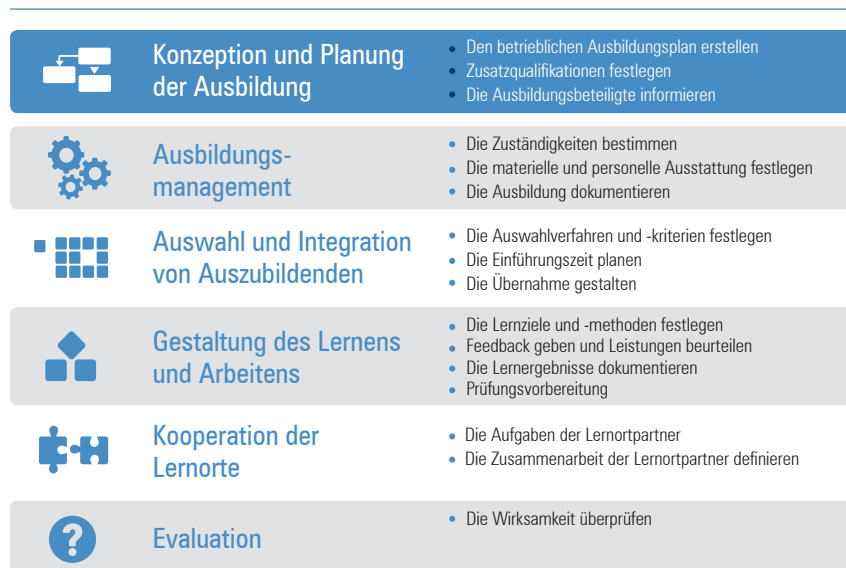 Konzeption und Planung
der Ausbildung
• Den betrieblichen Ausbildungsplan erstellen
• Zusatzqualifikationen festlegen
• Die Ausbildungsbeteiligte informieren
Ausbildungs-
management
• Die Zuständigkeiten bestimmen
• Die materielle und personelle Ausstattung festlegen
• Die Ausbildung dokumentieren
Auswahl und Integration
von Auszubildenden
• Die Auswahlverfahren und -kriterien festlegen
• Die Einführungszeit planen
• Die Übernahme gestalten
Gestaltung des Lernens
und Arbeitens
• Die Lernziele und -methoden festlegen
• Feedback geben und Leistungen beurteilen
• Die Lernergebnisse dokumentieren
• Prüfungsvorbereitung
Kooperation der
Lernorte
• Die Aufgaben der Lernortpartner
• Die Zusammenarbeit der Lernortpartner definieren
?
Evaluation
• Die Wirksamkeit überprüfen